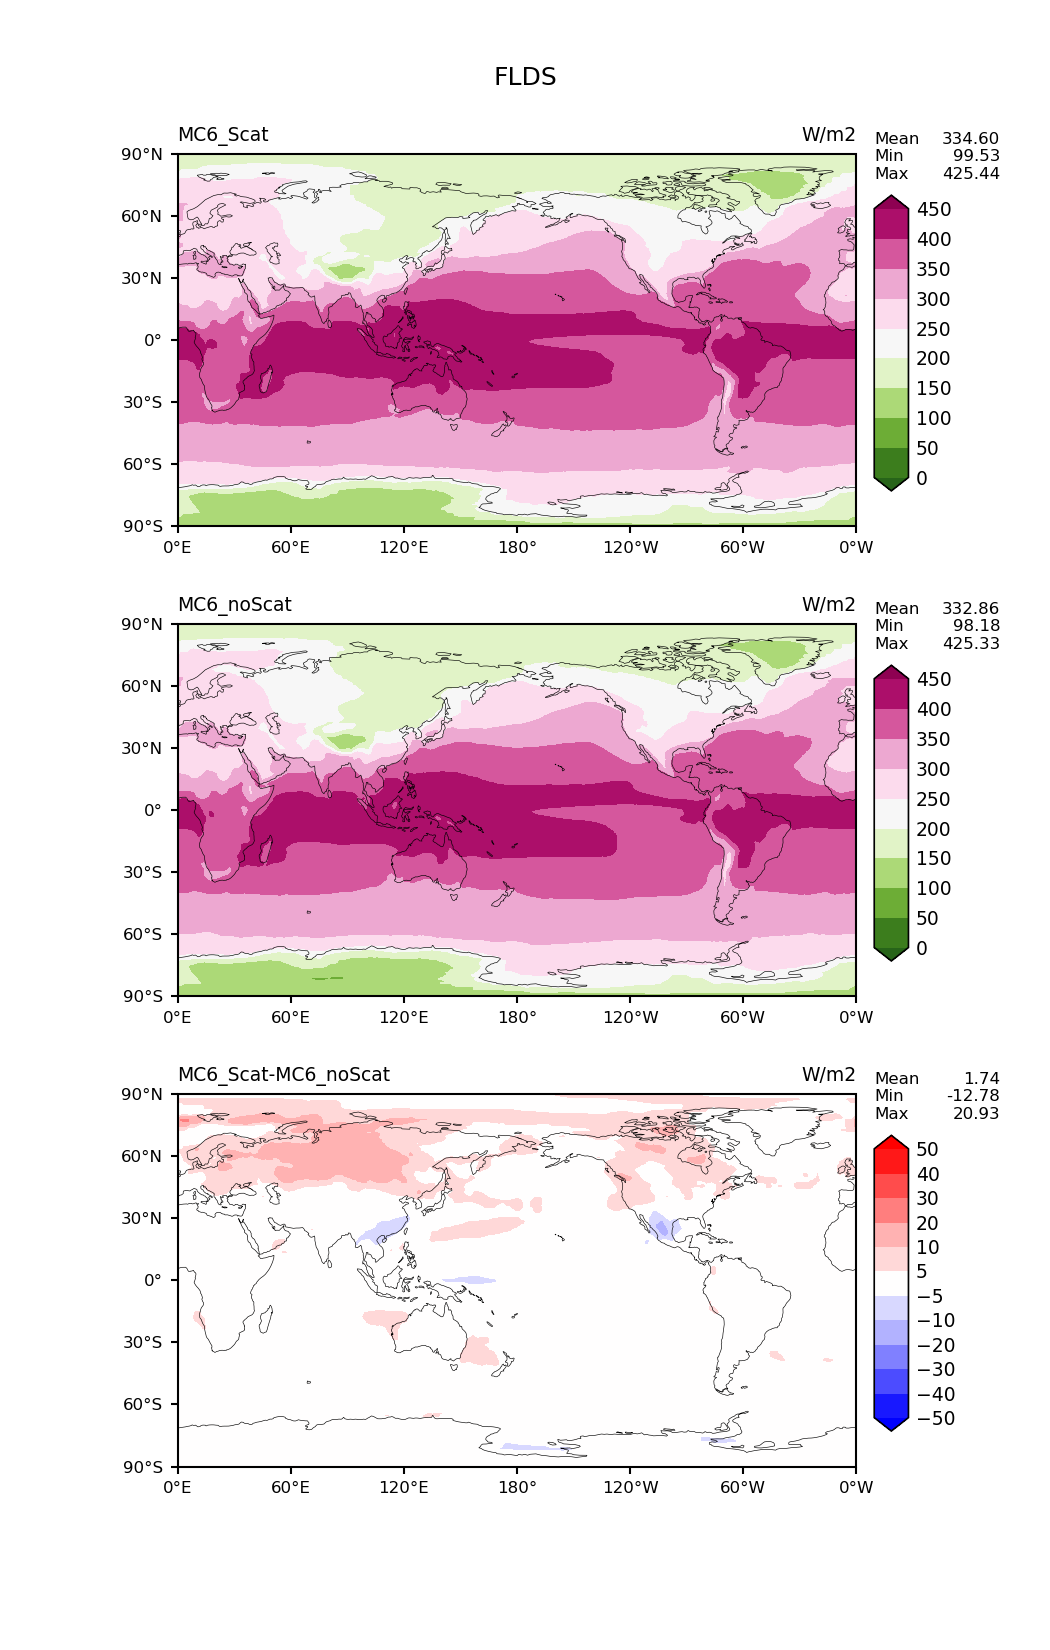 FLDS
MC6_Scat W/m2
Mean 334.60
Min 99.53
Max 425.44
90°N
60°N
30°N
0°
30°S
60°S
90°S
0°E 60°E 120°E 180° 120°W 60°W 0°W
450
400
350
300
250
200
150
100
50
0
MC6_noScat W/m2
Mean 332.86
Min 98.18
Max 425.33
90°N
60°N
30°N
0°
30°S
60°S
90°S
0°E 60°E 120°E 180° 120°W 60°W 0°W
450
400
350
300
250
200
150
100
50
0
MC6_Scat-MC6_noScat W/m2
Mean 1.74
Min -12.78
Max 20.93
90°N
60°N
30°N
0°
30°S
60°S
90°S
0°E 60°E 120°E 180° 120°W 60°W 0°W
50
40
30
20
10
5
−5
−10
−20
−30
−40
−50